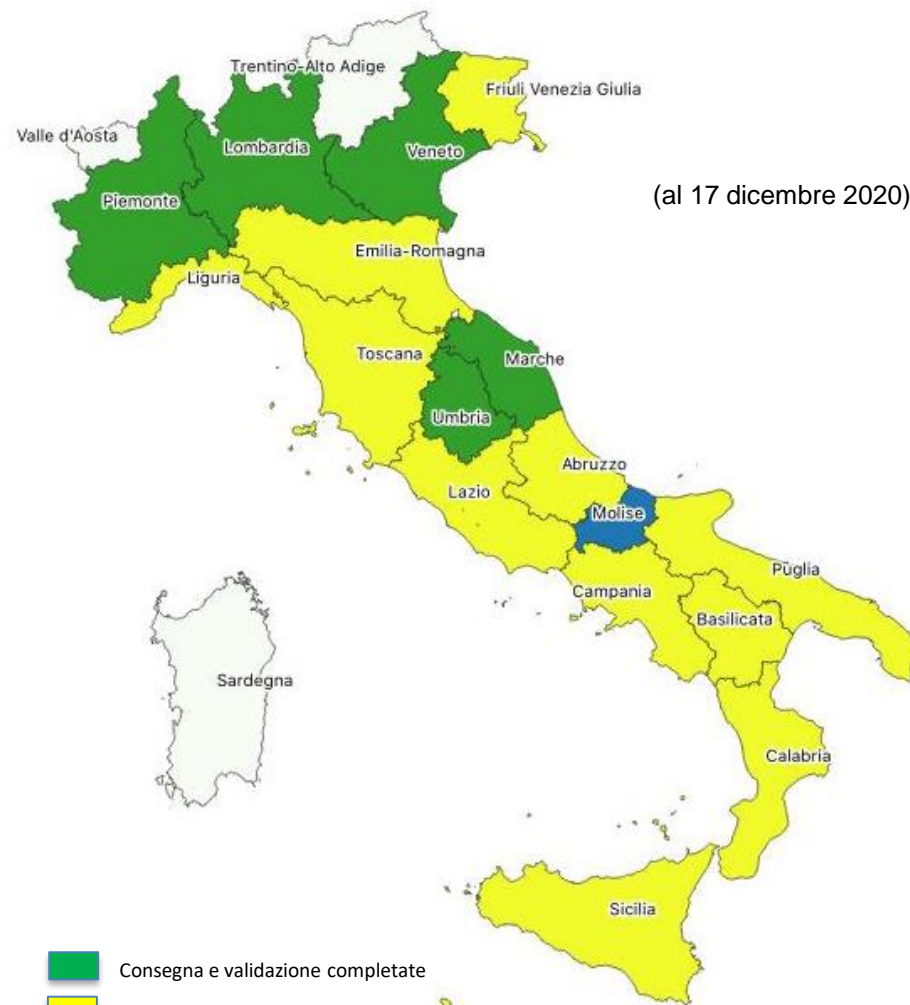 Trentino-Alto Adige
Friuli Venezia Giulia
Valle d'Aosta
Lombardia
Veneto
Piemonte
(al 17 dicembre 2020)
Emilia-Romagna
Liguria
Toscana
Marche
Umbria
Abruzzo
Lazio
Molise
Puglia
Campania
Basilicata
Sardegna
Calabria
Sicilia
Consegna e validazione completate